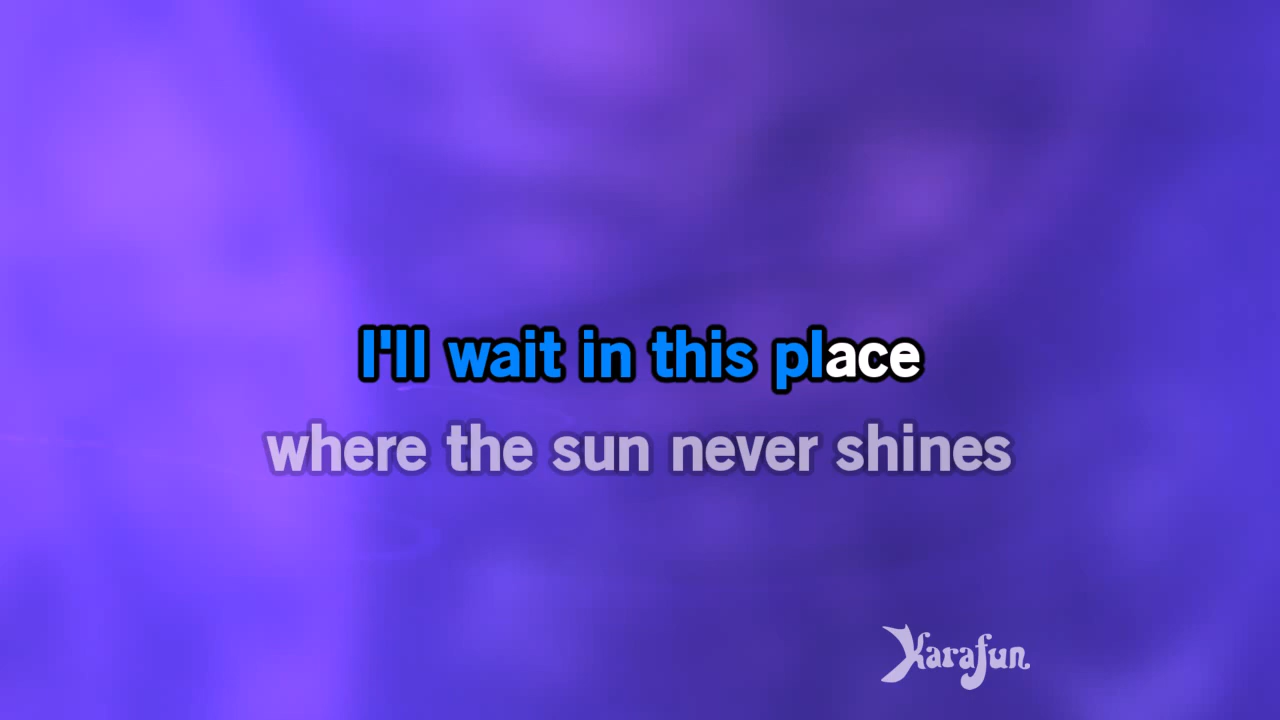 I'll wait in this place
where the sun never shines
Karafun